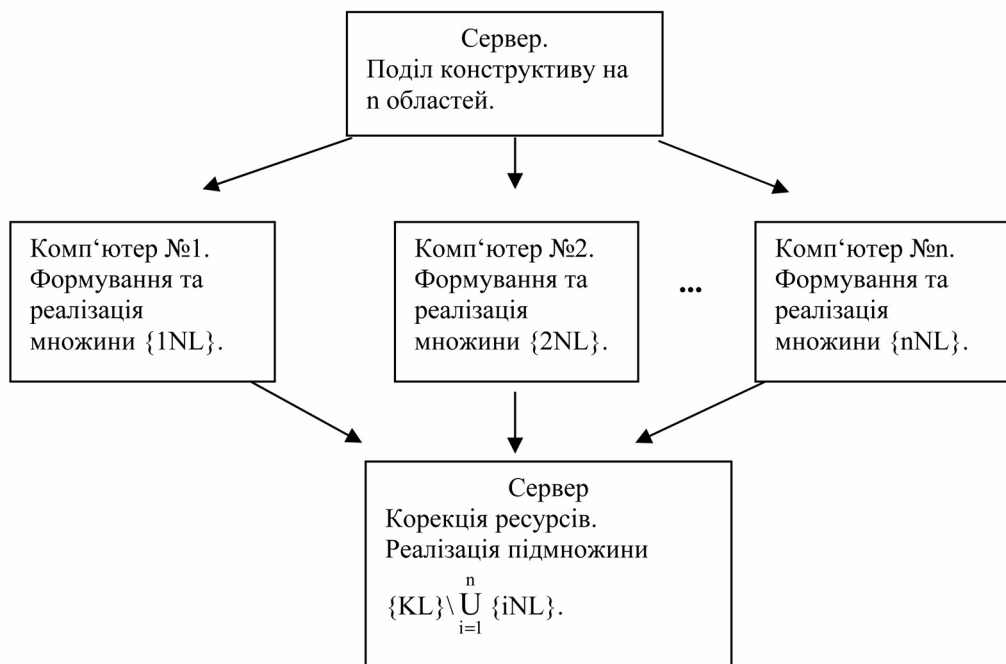 Сервер.
Поділ конструктиву на
n областей.
Комп‘ютер №1.
Формування та
реалізація
множини {1NL}.
Комп‘ютер №2.
Формування та
реалізація
множини {2NL}.
...
Комп‘ютер №n.
Формування та
реалізація
множини {nNL}.
Сервер
Корекція ресурсів.
Реалізація підмножини
n
{KL}\ U {iNL}.
i=1